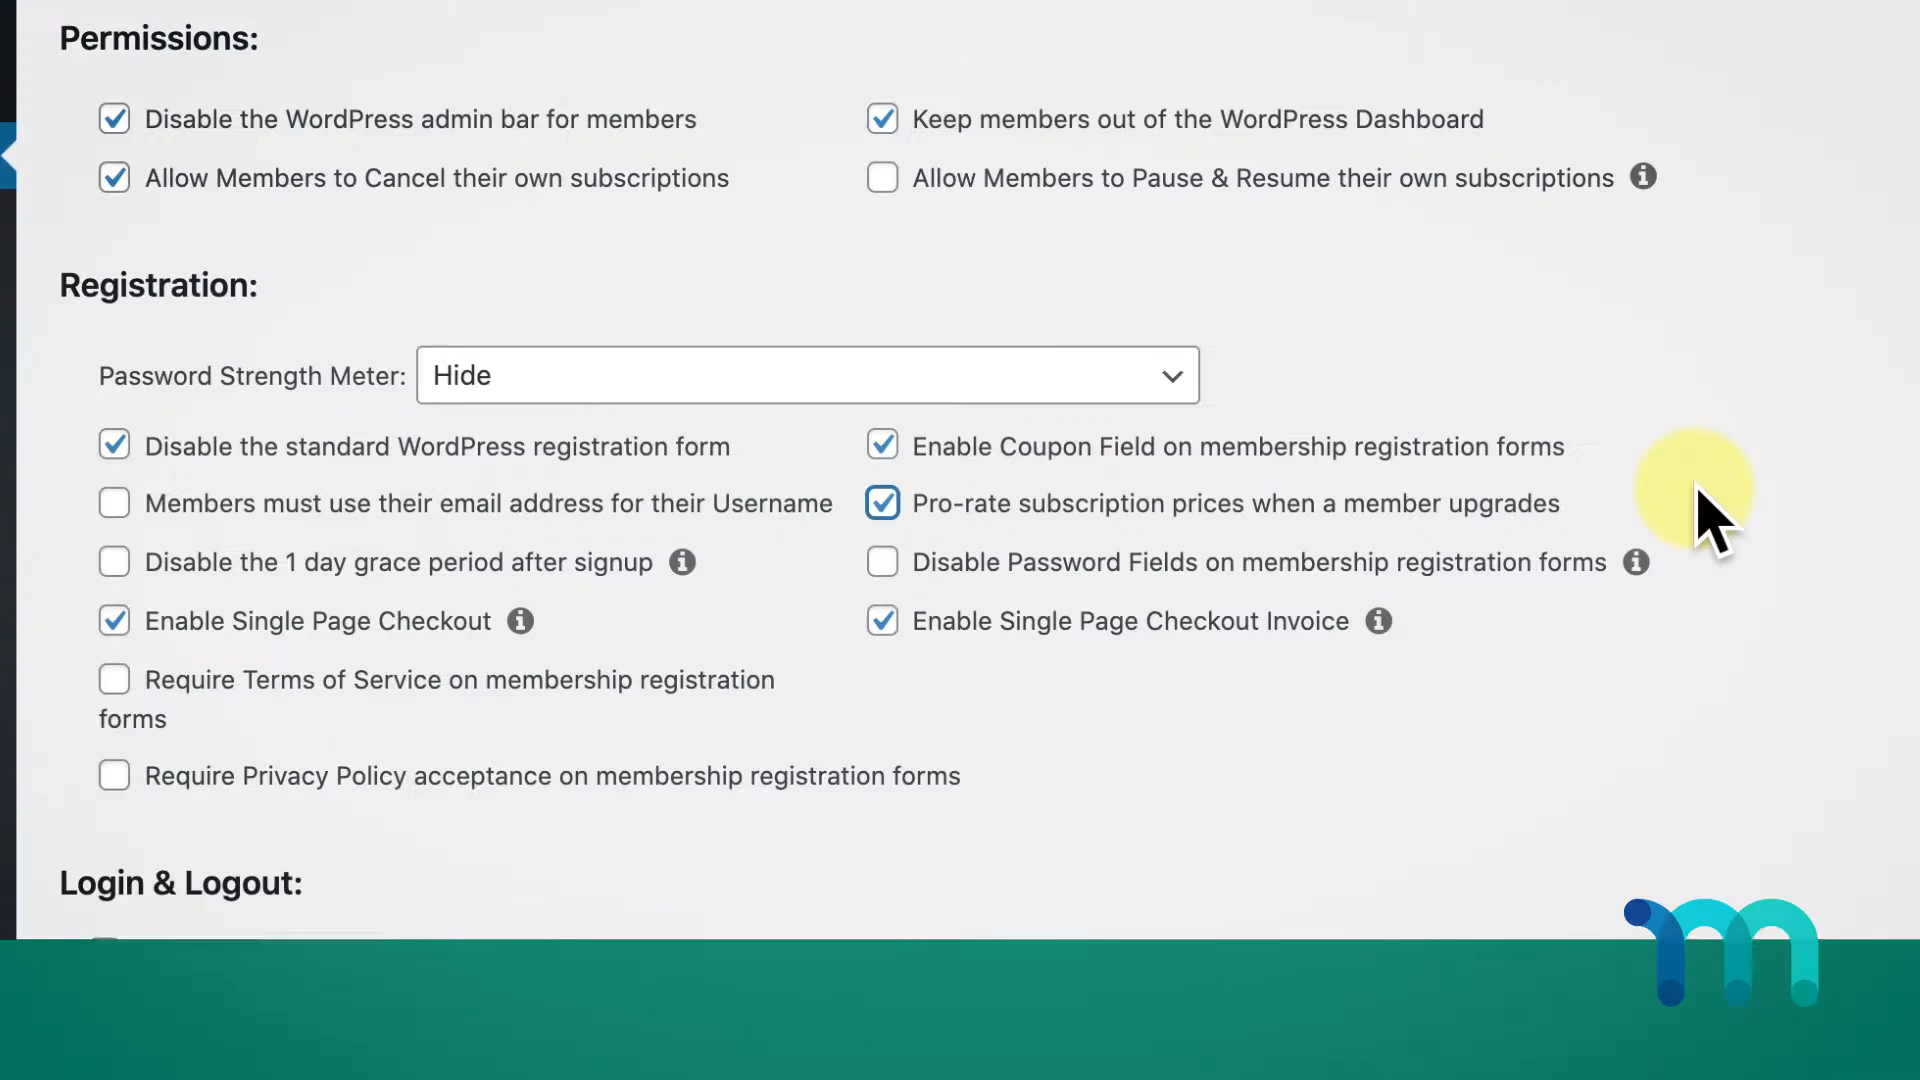 Permissions:
Disable the WordPress admin bar for members
Keep members out of the WordPress Dashboard
Allow Members to Cancel their own subscriptions
Allow Members to Pause & Resume their own subscriptions
Registration:
Password Strength Meter: Hide
Disable the standard WordPress registration form
Enable Coupon Field on membership registration forms
Members must use their email address for their Username
Pro-rate subscription prices when a member upgrades
Disable the 1 day grace period after signup
Disable Password Fields on membership registration forms
Enable Single Page Checkout
Enable Single Page Checkout Invoice
Require Terms of Service on membership registration
forms
Require Privacy Policy acceptance on membership registration forms
Login & Logout: